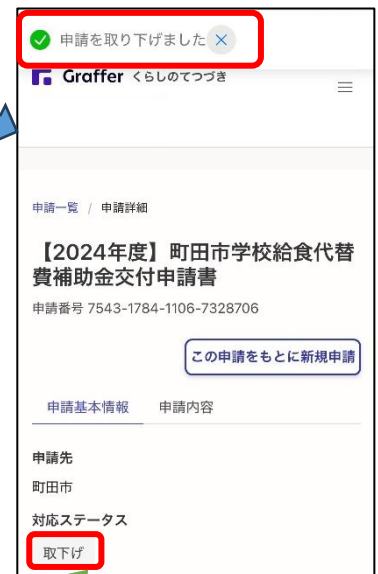 申請を取り下げました
Graffer くらしのてつづき
申請一覧 / 申請詳細
【2024年度】町田市学校給食代替
費補助金交付申請書
申請番号 7543-1784-1106-7328706
この申請をもとに新規申請
申請基本情報 申請内容
申請先
町田市
対応ステータス
取下げ